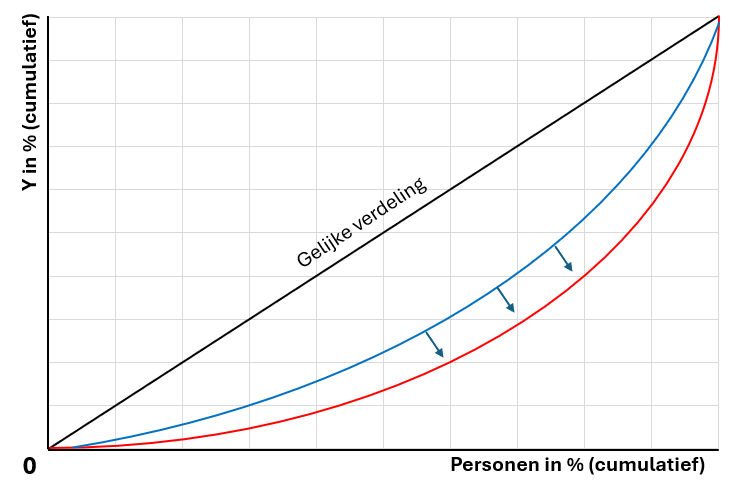 Y in % (cumulatief)
Gelijke verdeling
0
Personen in % (cumulatief)